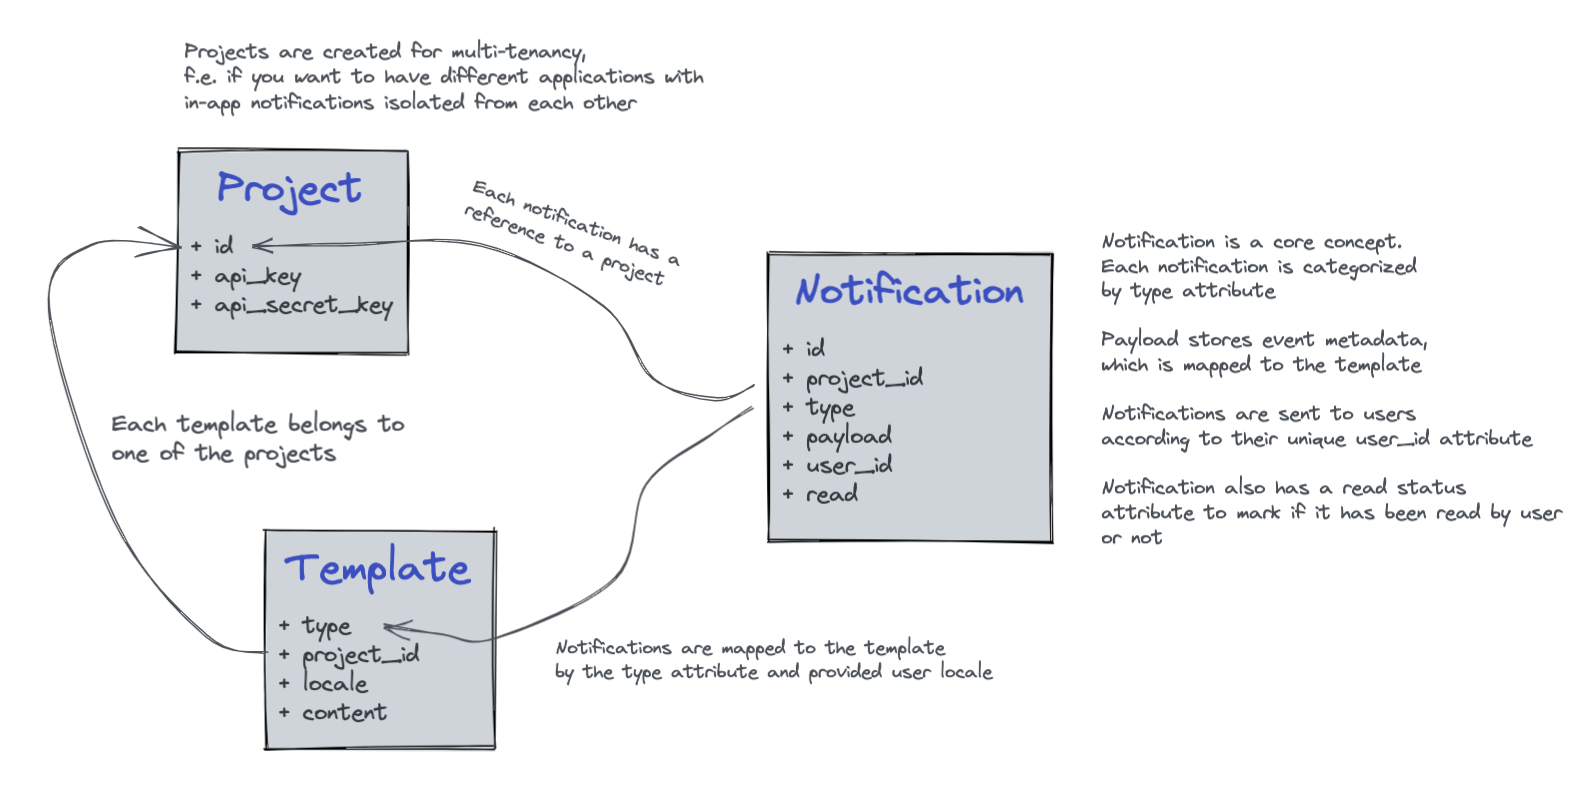 Projects are created for multi-tenancy,
f.e. if you want to have different applications with
in-app notifications isolated from each other
Project
+ id
+ api_key
+ api_secret_key
Each notification has a
reference to a project
Notification
+ id
+ project_id
+ type
+ payload
+ user_id
+ read
Notification is a core concept.
Each notification is categorized
by type attribute
Payload stores event metadata,
which is mapped to the template
Notifications are sent to users
according to their unique user_id attribute
Notification also has a read status
attribute to mark if it has been read by user
or not
Each template belongs to
one of the projects
Template
+ type
+ project_id
+ locale
+ content
Notifications are mapped to the template
by the type attribute and provided user locale